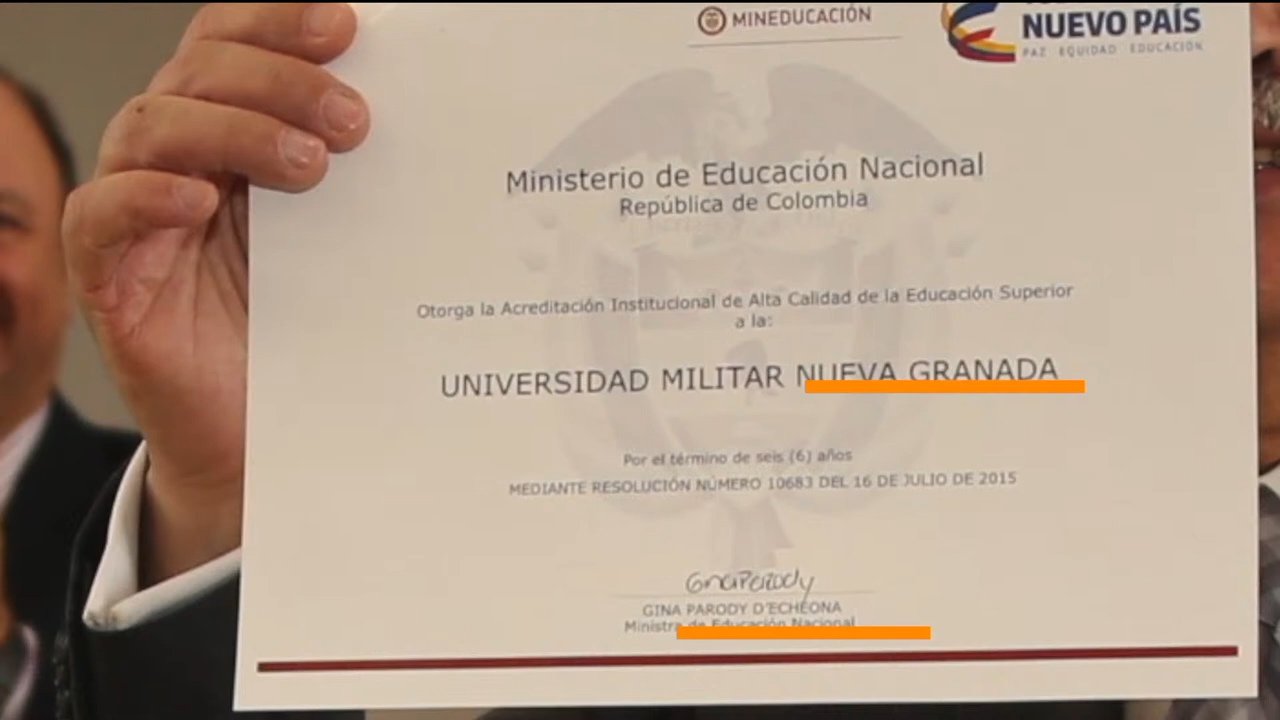 MINEDUCACIÓN
NUEVO PAÍS
PAZ EQUIDAD EDUCACIÓN
Ministerio de Educación Nacional
República de Colombia
Otorga la Acreditación Institucional de Alta Calidad de la Educación Superior
a la:
UNIVERSIDAD MILITAR NUEVA GRANADA
Por el término de seis (6) años
MEDIANTE RESOLUCIÓN NÚMERO 10683 DEL 16 DE JULIO DE 2015
Gina Parody
GINA PARODY D'ECHEONA
Ministra de Educación Nacional